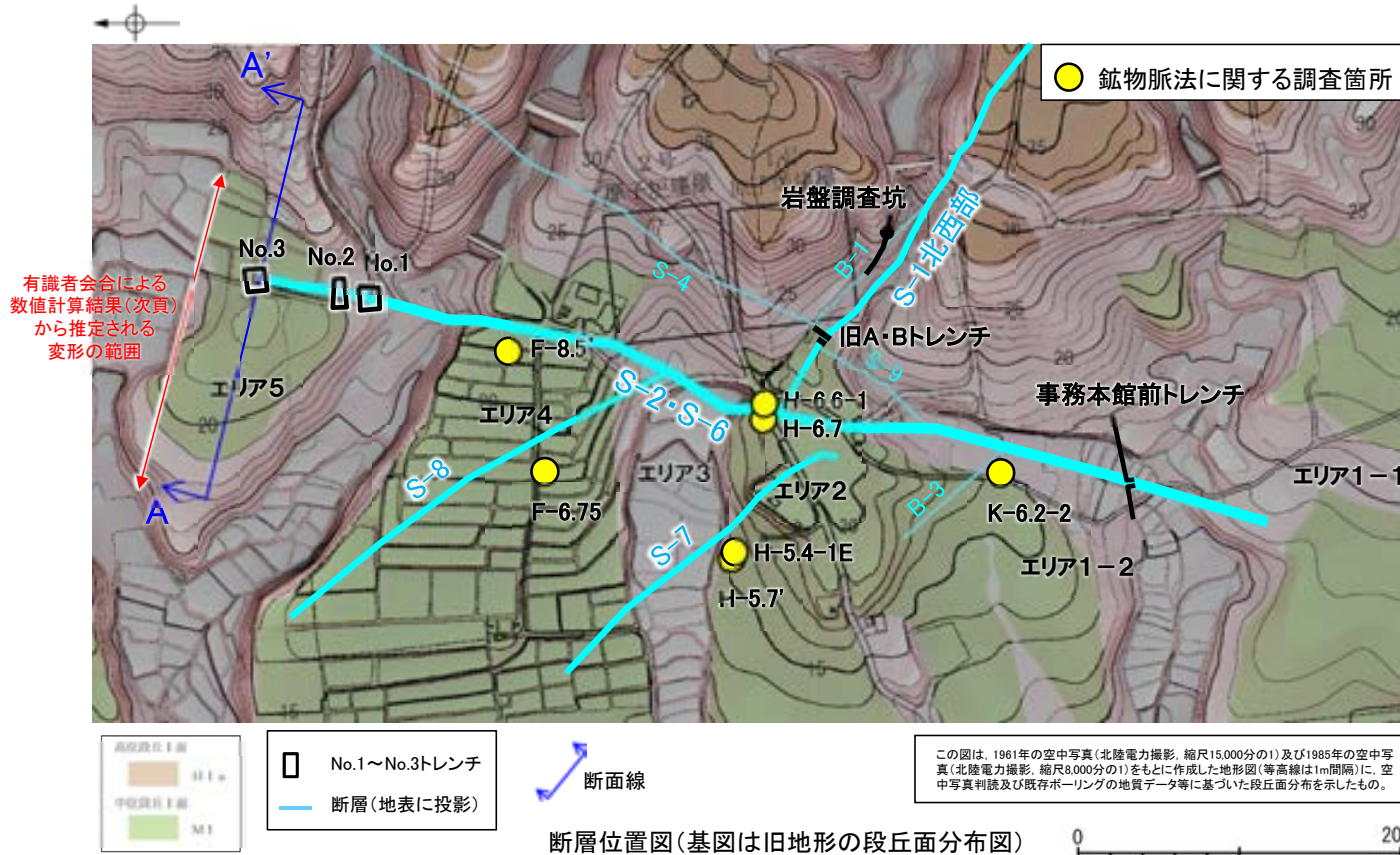 A'
鉱物脈法に関する調査箇所
岩盤調査坑
S-1北西部
B-1
S-4
No.3
No.2
No.1
有識者会合による
数値計算結果(次頁)
から推定される
変形の範囲
旧A・Bトレンチ
F-8.5'
S-2・S-6
エリア5
エリア4
H-6.6-1
H-6.7
事務本館前トレンチ
エリア3
エリア2
エリア1-1
S-8
A
F-6.75
B-3
K-6.2-2
S-7
H-5.4-1E
エリア1-2
H-5.7'
30
25
30
35
30
25
20
20
15
15
高位段丘Ⅰ面
中位段丘Ⅰ面
M1
No.1~No.3トレンチ
断層(地表に投影)
断面線
この図は, 1961年の空中写真(北陸電力撮影, 縮尺15,000分の1)及び1985年の空中写
真(北陸電力撮影, 縮尺8,000分の1)をもとに作成した地形図(等高線は1m間隔)に, 空
中写真判読及び既存ボーリングの地質データ等に基づいた段丘面分布を示したもの。
断層位置図(基図は旧地形の段丘面分布図)
0
20